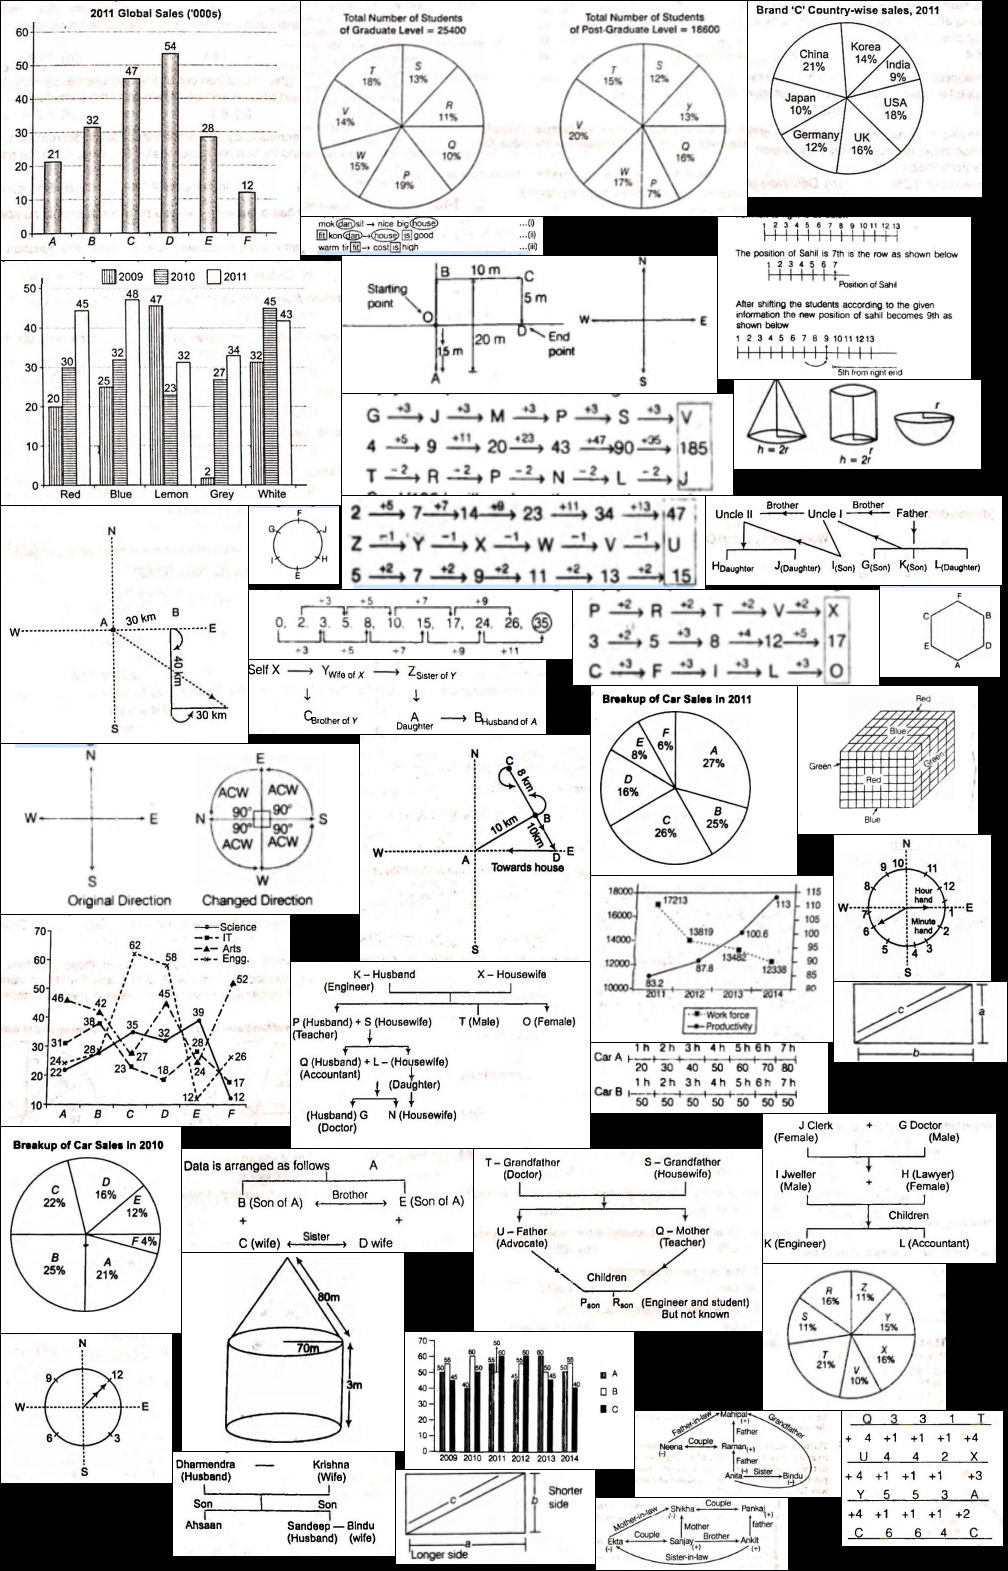 2011 Global Sales ('000s)
60
50
40
30
20
10
0
21
32
47
54
28
12
A B C D E F
Total Number of Students
of Graduate Level = 25400
T
18%
S
13%
R
11%
Q
10%
P
19%
W
15%
V
14%
Total Number of Students
of Post-Graduate Level = 18600
T
15%
S
12%
y
13%
Q
16%
P
7%
W
17%
V
20%
Brand 'C' Country-wise sales, 2011
China
21%
Korea
14%
India
9%
USA
18%
UK
16%
Germany
12%
Japan
10%
mok dan sil → nice big house ...(i)
fit kon dan → house is good ...(ii)
warm tir fit → cost is high ...(iii)
1 2 3 4 5 6 7 8 9 10 11 12 13
The position of Sahil is 7th is the row as shown below
1 2 3 4 5 6 7
Position of Sahil
After shifting the students according to the given
information the new position of sahil becomes 9th as
shown below
1 2 3 4 5 6 7 8 9 10 11 12 13
5th from right end
2009 2010 2011
50
40
30
20
10
0
20 30 45
25 32 48
47 23 32
2 27 34
32 45 43
Red Blue Lemon Grey White
B 10 m C
Starting
point
O
5 m
D
End
point
15 m
20 m
A
N
W E
S
h = 2r
r
h = 2r
r
G +3 J +3 M +3 P +3 S +3 V
4 +5 9 +11 20 +23 43 +47 90 +95 185
T −2 R −2 P −2 N −2 L −2 J
2 +5 7 +7 14 +9 23 +11 34 +13 47
Z −1 Y −1 X −1 W −1 V −1 U
5 +2 7 +2 9 +2 11 +2 13 +2 15
Uncle II Brother Uncle I Brother Father
HDaughter J(Daughter) I(Son) G(Son) K(Son) L(Daughter)
N
W A 30 km B E
40 km
30 km
S
F
G J
I H
E
+3 +5 +7 +9
0, 2, 3, 5, 8, 10, 15, 17, 24, 26, 35
+3 +5 +7 +9 +11
P +2 R +2 T +2 V +2 X
3 +2 5 +3 8 +4 12 +5 17
C +3 F +3 I +3 L +3 O
F
C B
E D
A
Self X → YWife of X → ZSister of Y
CBrother of Y
A
Daughter
BHusband of A
Breakup of Car Sales in 2011
F
6%
A
27%
B
25%
C
26%
D
16%
E
8%
Red
Blue
Green
Green
Red
Blue
N
W E
S
Original Direction
E
ACW ACW
90° 90°
N S
90° 90°
ACW ACW
W
Changed Direction
N
C
8 km
B
10 km
10km
W A D E
Towards house
S
18000
16000
14000
12000
10000
17213
13819
13482
12338
83.2
87.8
100.6
113
115
110
105
100
95
90
85
80
2011 2012 2013 2014
Work force
Productivity
N
9 10 11
8 12
Hour
hand
W 7 1 E
Minute
hand
6 5 4 3 2
S
70
60
50
40
30
20
10
Science
IT
Arts
Engg.
46 31 24 22
42 38 28
62 35 27 23
58 45 32 18
39 28 24 12
52 26 17 12
A B C D E F
K – Husband
(Engineer)
X – Housewife
P (Husband) + S (Housewife)
(Teacher)
T (Male) O (Female)
Q (Husband) + L – (Housewife)
(Accountant)
(Daughter)
(Husband) G
(Doctor)
N (Housewife)
c
a
b
Car A
1 h 2h 3h 4h 5h 6h 7h
20 30 40 50 60 70 80
Car B
1 h 2h 3h 4h 5h 6h 7h
50 50 50 50 50 50 50
Breakup of Car Sales in 2010
C
22%
D
16%
E
12%
F 4%
A
21%
B
25%
Data is arranged as follows A
B (Son of A) Brother E (Son of A)
+ +
C (wife) Sister D wife
T – Grandfather
(Doctor)
S – Grandfather
(Housewife)
U – Father
(Advocate)
Q – Mother
(Teacher)
Children
Pson Rson (Engineer and student)
But not known
J Clerk + G Doctor
(Female) (Male)
I Jweller
(Male)
+
H (Lawyer)
(Female)
Children
K (Engineer) L (Accountant)
80m
70m
3m
R
16%
Z
11%
Y
15%
X
16%
V
10%
T
21%
S
11%
N
9 12
W E
6 3
S
70
60
50
40
30
20
10
0
50 55 45
40 60 50
55 50 60
45 55 60
60 50 45
50 55 40
2009 2010 2011 2012 2013 2014
A
B
C
Father-in-law
Mahipal
(+)
Grandfather
Father
Neena
(-)
Couple
Raman(+)
Father
Anita
(-)
Sister
Bindu
(-)
Q 3 3 1 T
+ 4 +1 +1 +1 +4
U 4 4 2 X
+ 4 +1 +1 +1 +3
Y 5 5 3 A
+4 +1 +1 +1 +2
C 6 6 4 C
Dharmendra
(Husband)
—
Krishna
(Wife)
Son Son
Ahsaan
Sandeep — Bindu
(Husband) (wife)
c
b
Shorter
side
a
Longer side
Mother-in-law
Shikha
(-)
Couple
Pankaj
(+)
Mother
father
Ekta
(-)
Couple
Sanjay
(+)
Brother
Ankit
(+)
Sister-in-law